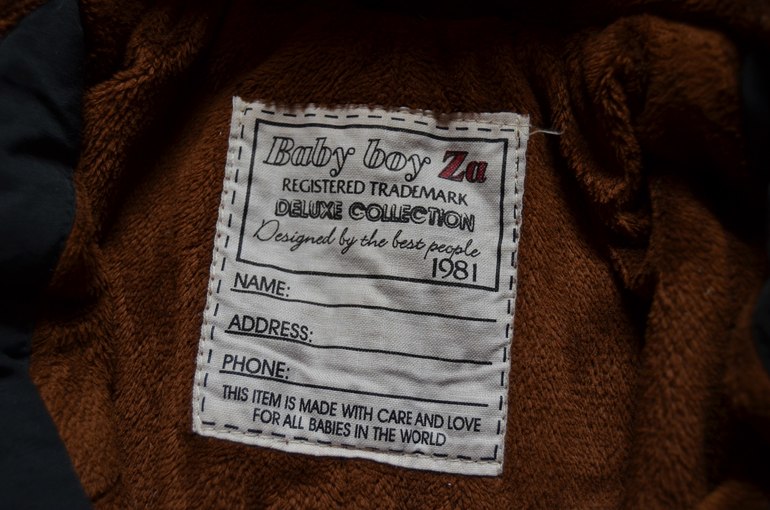 Baby boy Za
REGISTERED TRADEMARK
DELUXE COLLECTION
Designed by the best people
1981
NAME:
ADDRESS:
PHONE:
THIS ITEM IS MADE WITH CARE AND LOVE
FOR ALL BABIES IN THE WORLD